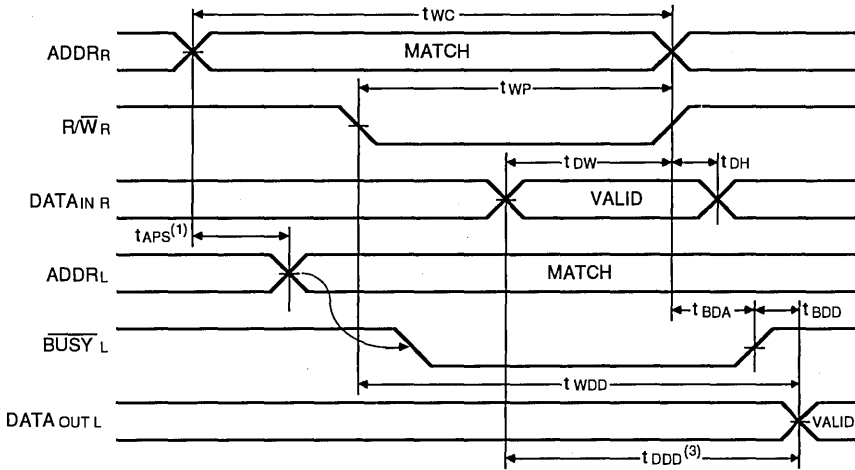 tWC
ADDRR MATCH
tWP
R/W̅ R
tDW tDH
DATAIN R VALID
tAPS(1)
ADDRL MATCH
tBDA tBDD
B̅U̅S̅Y̅ L
tWDD
DATA OUT L VALID
tDDD(3)